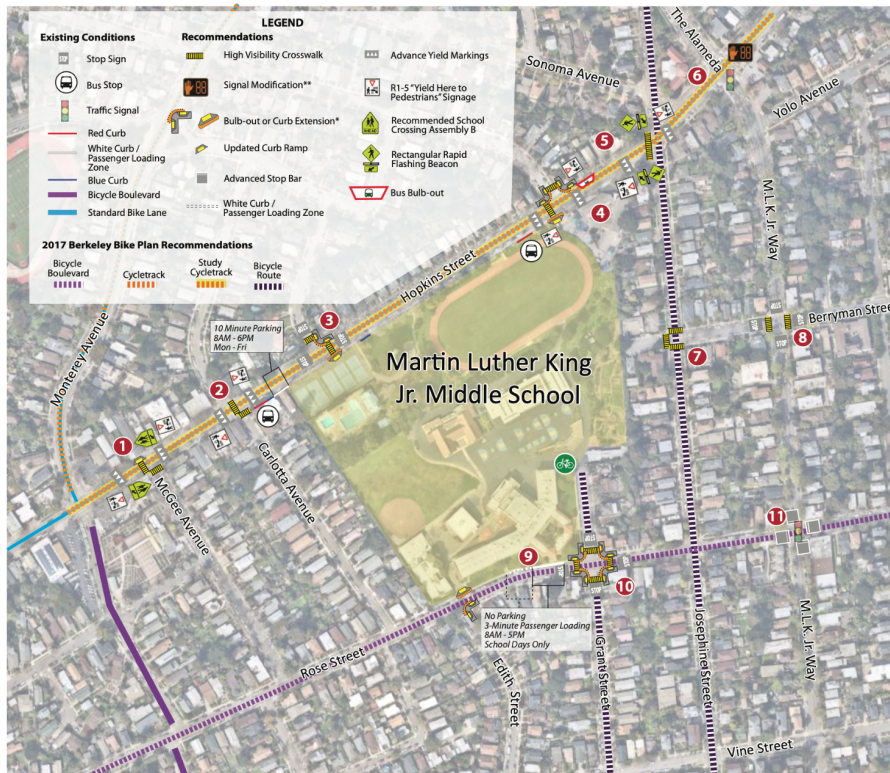 LEGEND
Existing Conditions
STOP
Stop Sign
Bus Stop
Traffic Signal
Red Curb
White Curb /
Passenger Loading
Zone
Blue Curb
Bicycle Boulevard
Standard Bike Lane
Recommendations
High Visibility Crosswalk
Signal Modification**
Bulb-out or Curb Extension*
Updated Curb Ramp
Advanced Stop Bar
White Curb /
Passenger Loading Zone
Advance Yield Markings
R1-5 "Yield Here to
Pedestrians" Signage
Recommended School
Crossing Assembly B
Rectangular Rapid
Flashing Beacon
Bus Bulb-out
2017 Berkeley Bike Plan Recommendations
Bicycle
Boulevard
Cycletrack
Study
Cycletrack
Bicycle
Route
The Alameda
Sonoma Avenue
6
Yolo Avenue
5
M.L.K. Jr. Way
4
Hopkins Street
STOP
Berryman Street
STOP
8
STOP
7
3
STOP
10 Minute Parking
8AM - 6PM
Mon - Fri
Martin Luther King
Jr. Middle School
Monterey Avenue
2
1
Carlotta Avenue
McGee Avenue
11
9
STOP
10
STOP
No Parking
3-Minute Passenger Loading
8AM - 5PM
School Days Only
Rose Street
Edith Street
Grant Street
Josephine Street
M.L.K. Jr. Way
Vine Street